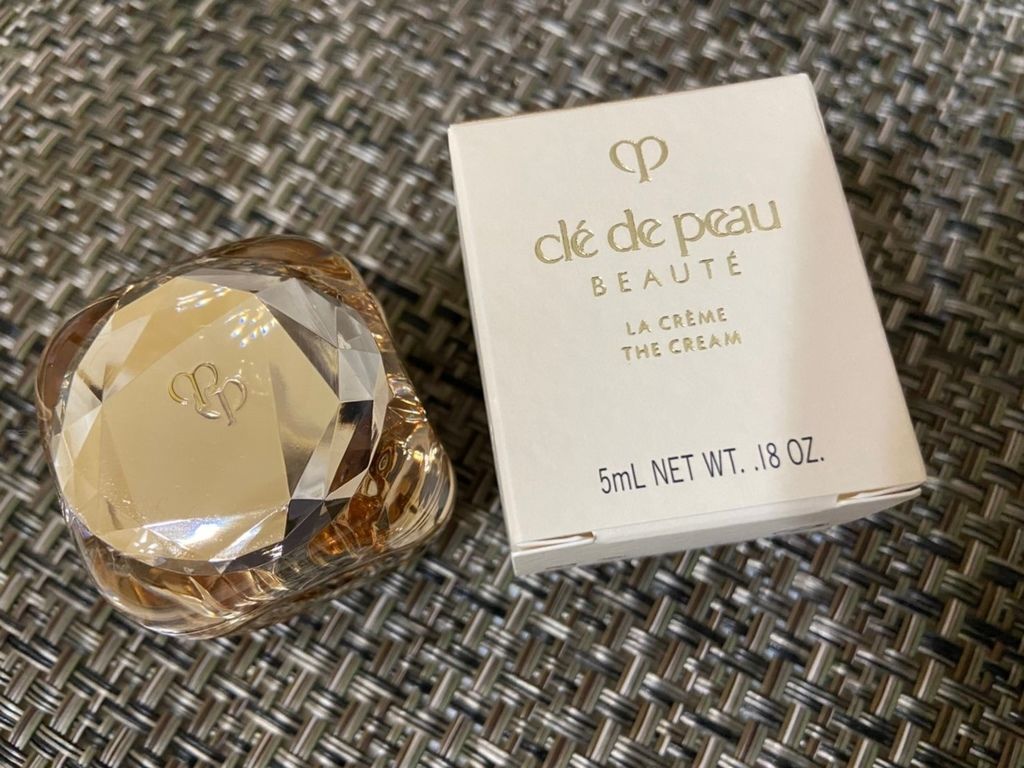 clé de peau
BEAUTÉ
LA CRÈME
THE CREAM
5mL NET WT. .18 OZ.